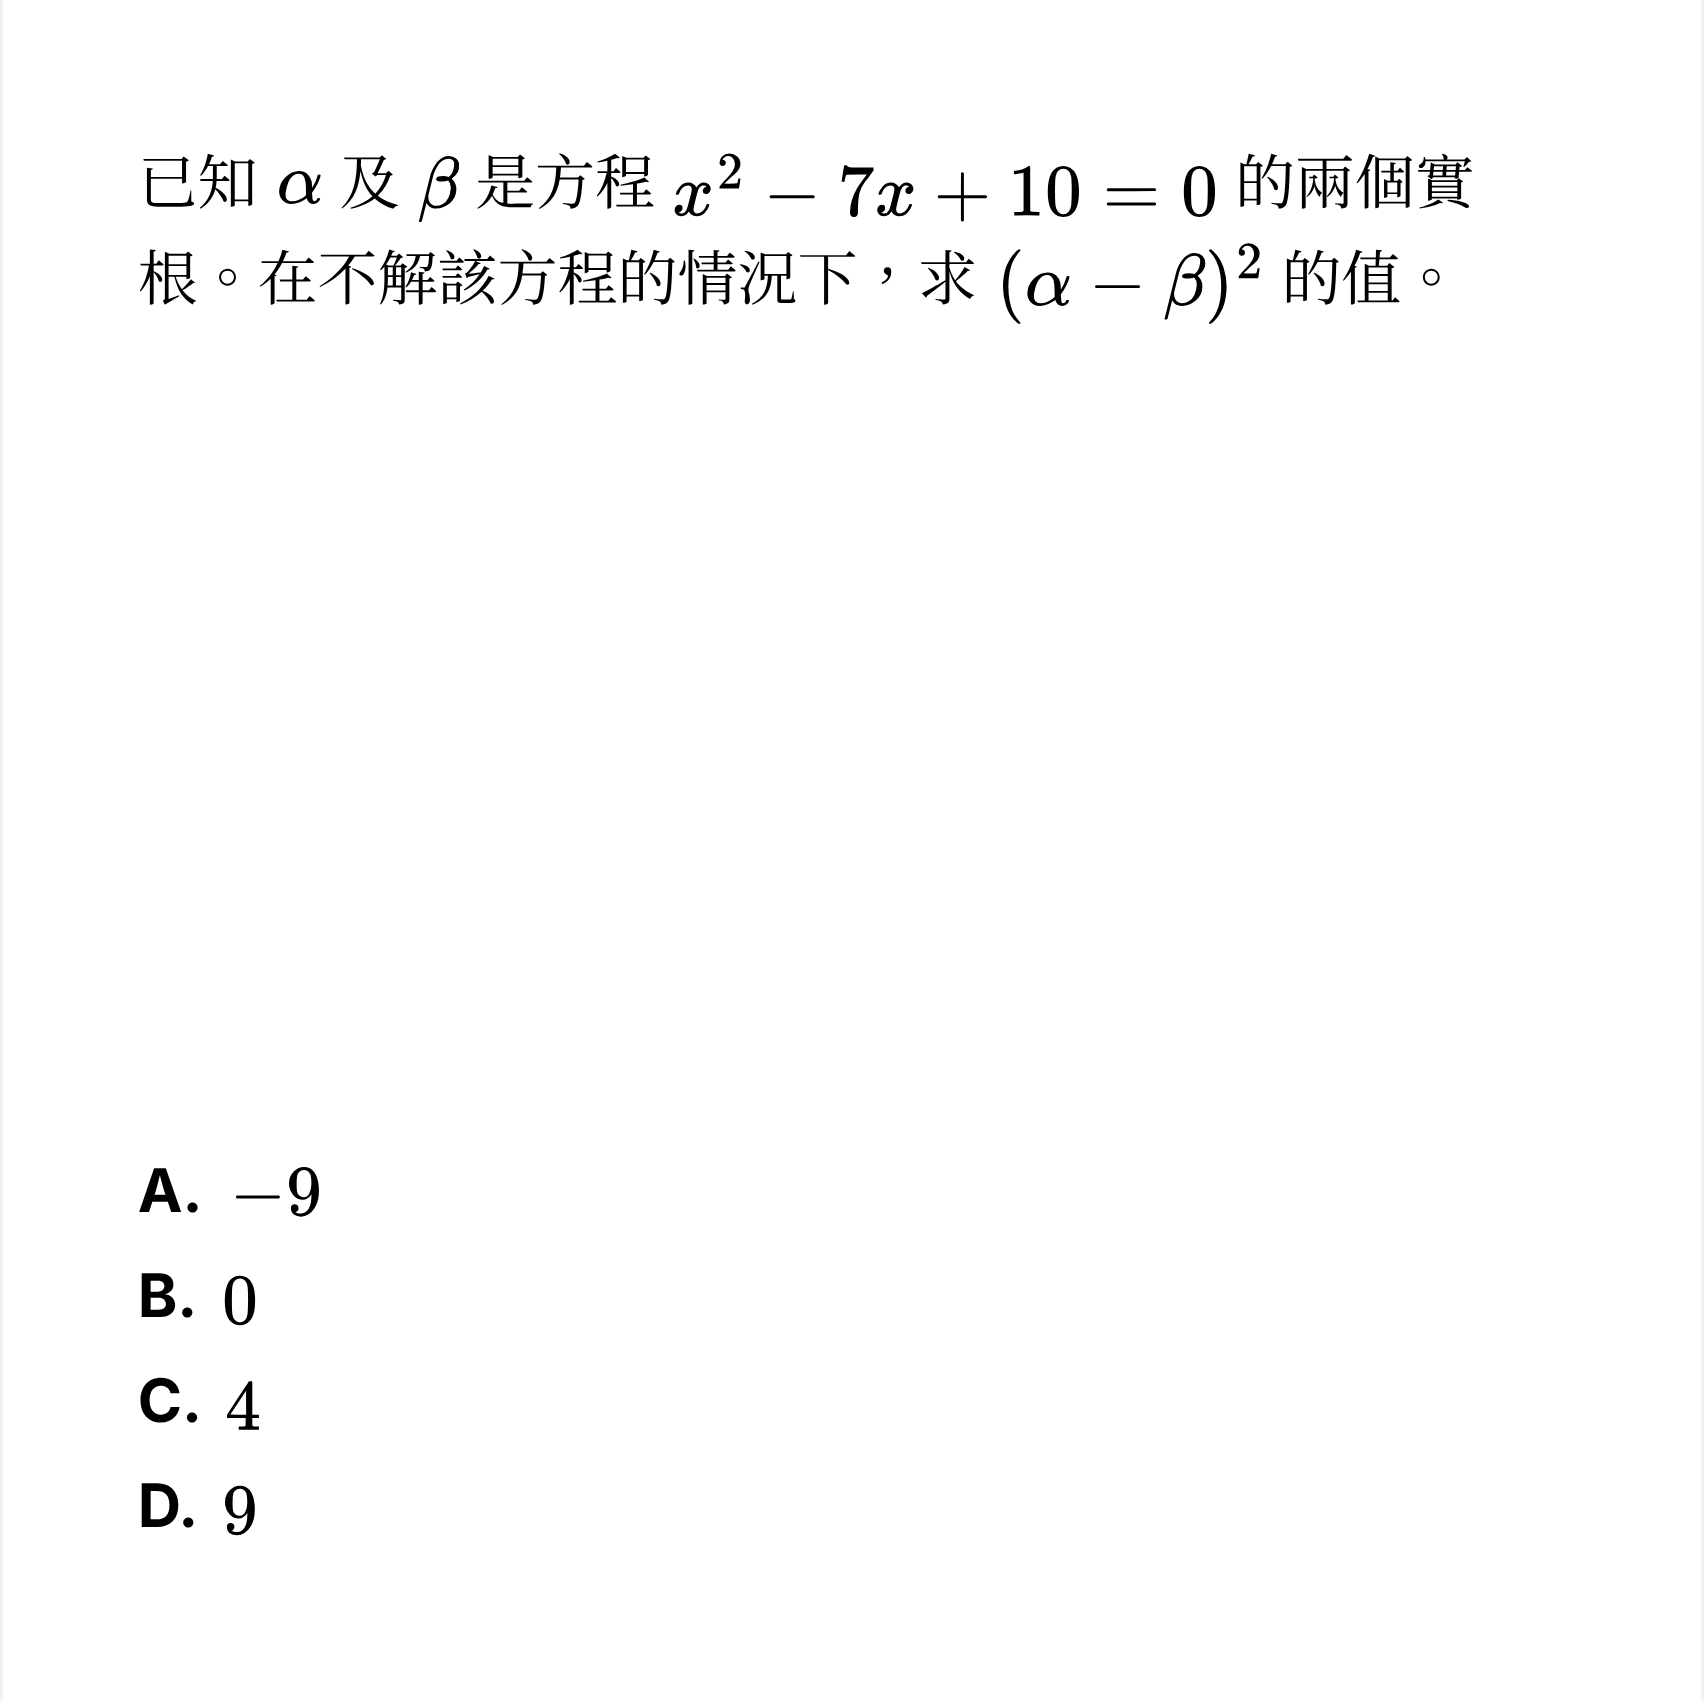 已知 α 及 β 是方程 x² − 7x + 10 = 0 的兩個實
根。在不解該方程的情況下，求 (α − β)² 的值。
A. −9
B. 0
C. 4
D. 9